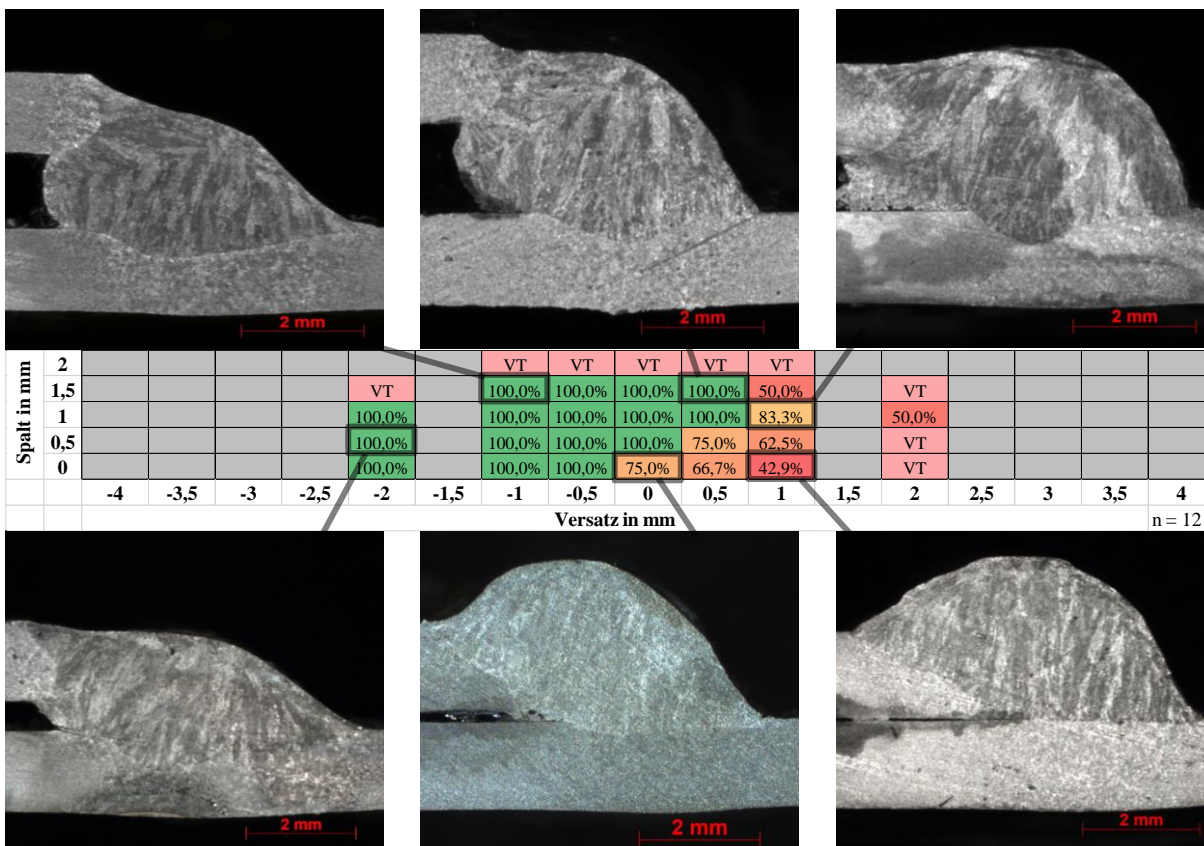 2 mm
2 mm
2 mm
Spalt in mm
2 VT VT VT VT VT
1,5 VT 100,0% 100,0% 100,0% 100,0% 50,0% VT
1 100,0% 100,0% 100,0% 100,0% 100,0% 83,3% 50,0%
0,5 100,0% 100,0% 100,0% 100,0% 75,0% 62,5% VT
0 100,0% 100,0% 100,0% 75,0% 66,7% 42,9% VT
-4 -3,5 -3 -2,5 -2 -1,5 -1 -0,5 0 0,5 1 1,5 2 2,5 3 3,5 4
Versatz in mm n = 12
2 mm
2 mm
2 mm